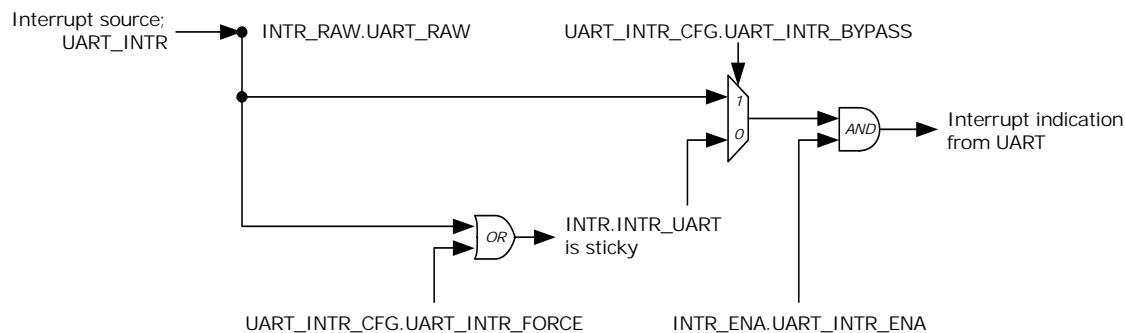 Interrupt source;
UART_INTR
INTR_RAW.UART_RAW
UART_INTR_CFG.UART_INTR_BYPASS
1
0
AND
Interrupt indication
from UART
OR
INTR.INTR_UART
is sticky
UART_INTR_CFG.UART_INTR_FORCE
INTR_ENA.UART_INTR_ENA